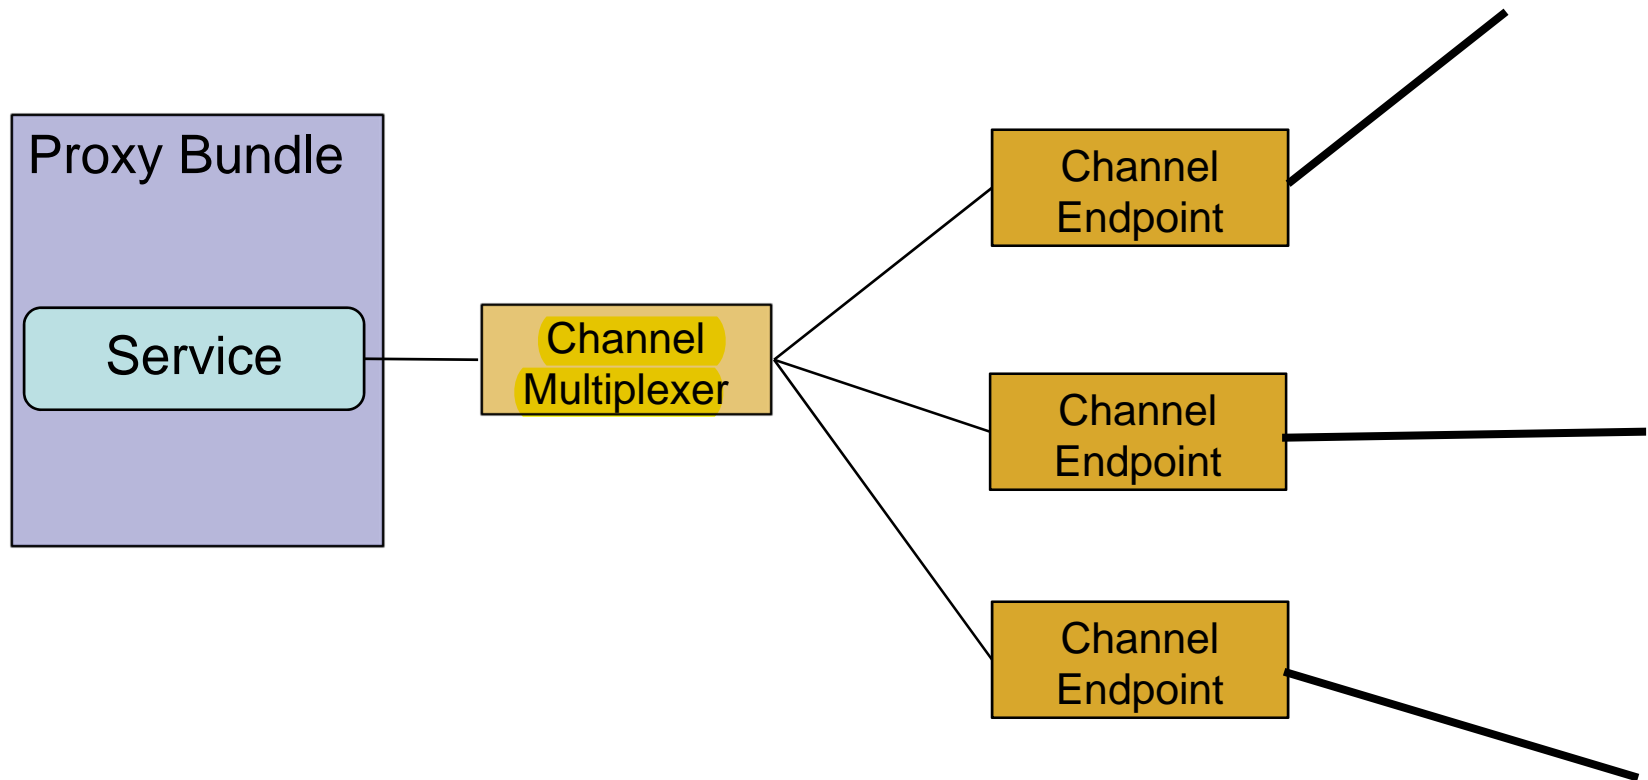 Proxy Bundle
Service
Channel
Multiplexer
Channel
Endpoint
Channel
Endpoint
Channel
Endpoint